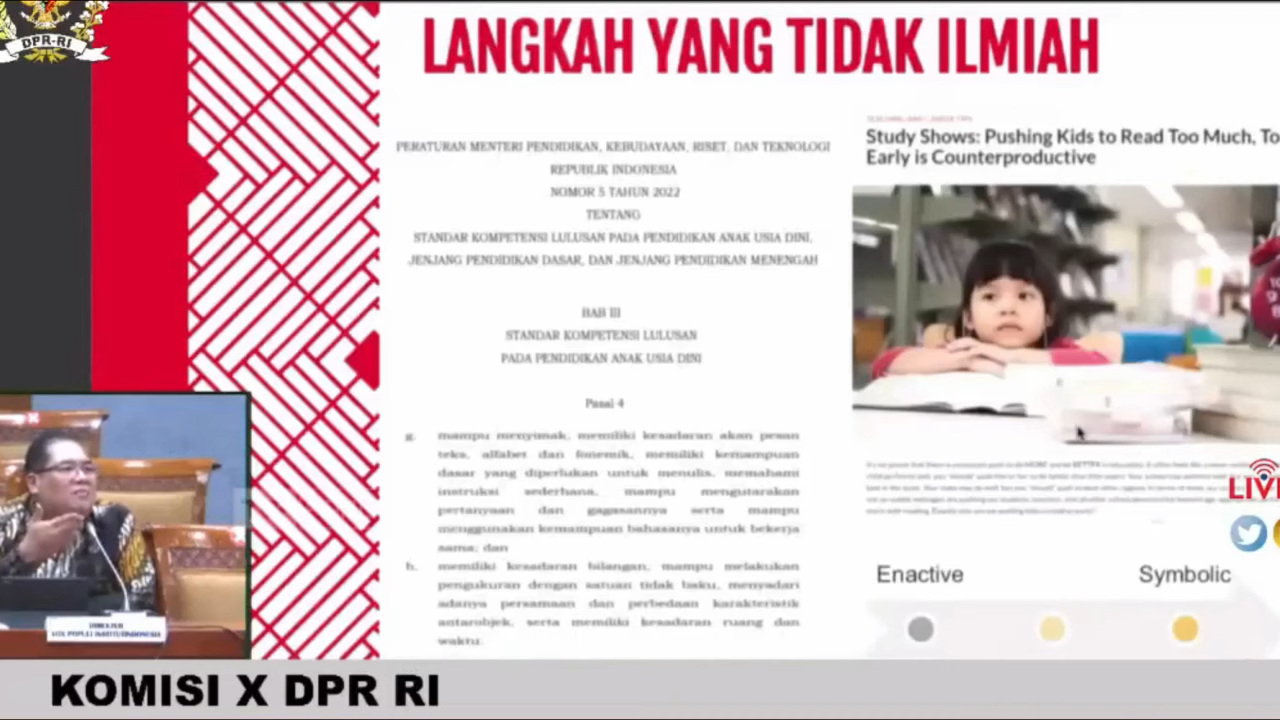 DPR-RI
LANGKAH YANG TIDAK ILMIAH
PERATURAN MENTERI PENDIDIKAN, KEBUDAYAAN, RISET, DAN TEKNOLOGI
REPUBLIK INDONESIA
NOMOR 5 TAHUN 2022
TENTANG
STANDAR KOMPETENSI LULUSAN PADA PENDIDIKAN ANAK USIA DINI,
JENJANG PENDIDIKAN DASAR, DAN JENJANG PENDIDIKAN MENENGAH
BAB III
STANDAR KOMPETENSI LULUSAN
PADA PENDIDIKAN ANAK USIA DINI
Pasal 4
g. mampu menyimak, memiliki kesadaran akan pesan
teks, alfabet dan fonemik, memiliki kemampuan
dasar yang diperlukan untuk menulis, memahami
instruksi sederhana, mampu mengutarakan
pertanyaan dan gagasannya serta mampu
menggunakan kemampuan bahasanya untuk bekerja
sama; dan
h. memiliki kesadaran bilangan, mampu melakukan
pengukuran dengan satuan tidak baku, menyadari
adanya persamaan dan perbedaan karakteristik
antarobjek, serta memiliki kesadaran ruang dan
waktu.
Study Shows: Pushing Kids to Read Too Much, To
Early is Counterproductive
LIVE
Enactive
Symbolic
DIREKTUR
KOMISI X DPR RI